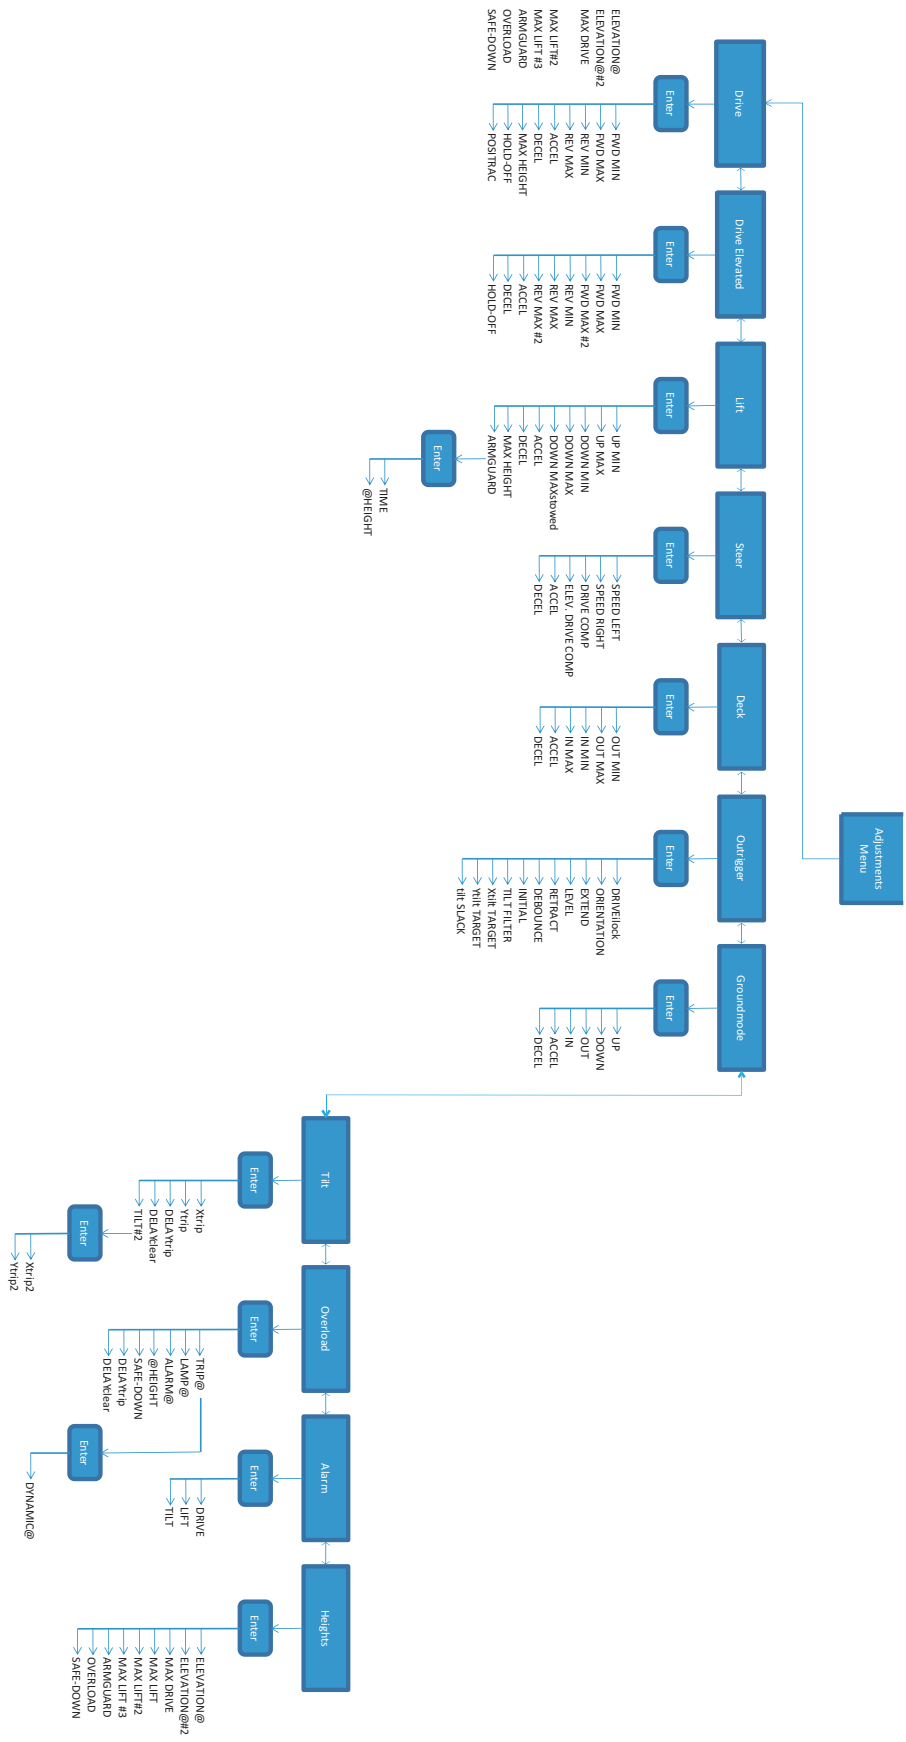 Adjustments
Menu
Drive
Drive Elevated
Lift
Steer
Deck
Outrigger
Groundmode
Enter
Enter
Enter
Enter
Enter
Enter
Enter
ELEVATION@
ELEVATION@#2
MAX DRIVE
MAX LIFT#2
MAX LIFT #3
ARMGUARD
OVERLOAD
SAFE-DOWN
FWD MIN
FWD MAX
REV MIN
REV MAX
ACCEL
DECEL
MAX HEIGHT
HOLD-OFF
POSITRAC
FWD MIN
FWD MAX
FWD MAX #2
REV MIN
REV MAX
REV MAX #2
ACCEL
DECEL
HOLD-OFF
UP MIN
UP MAX
DOWN MIN
DOWN MAX
DOWN MAXstowed
ACCEL
DECEL
MAX HEIGHT
ARMGUARD
Enter
TIME
@HEIGHT
SPEED LEFT
SPEED RIGHT
DRIVE COMP
ELEV. DRIVE COMP
ACCEL
DECEL
OUT MIN
OUT MAX
IN MIN
IN MAX
ACCEL
DECEL
DRIVEilock
ORIENTATION
EXTEND
LEVEL
RETRACT
DEBOUNCE
INITIAL
TILT FILTER
Xtilt TARGET
Ytilt TARGET
tilt SLACK
UP
DOWN
OUT
IN
ACCEL
DECEL
Tilt
Overload
Alarm
Heights
Enter
Enter
Enter
Enter
Xtrip
Ytrip
DELAYtrip
DELAYclear
TILT#2
Enter
Xtrip2
Ytrip2
TRIP@
LAMP@
ALARM@
@HEIGHT
SAFE-DOWN
DELAYtrip
DELAYclear
Enter
DYNAMIC@
DRIVE
LIFT
TILT
ELEVATION@
ELEVATION@#2
MAX DRIVE
MAX LIFT
MAX LIFT#2
MAX LIFT #3
ARMGUARD
OVERLOAD
SAFE-DOWN